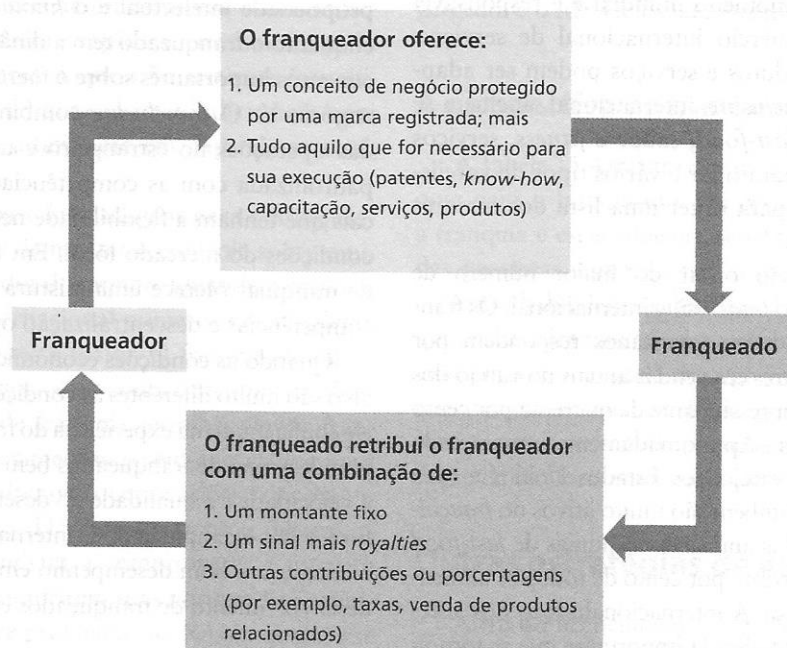 O franqueador oferece:
1. Um conceito de negócio protegido
por uma marca registrada; mais
2. Tudo aquilo que for necessário para
sua execução (patentes, know-how,
capacitação, serviços, produtos)
Franqueador
Franqueado
O franqueado retribui o franqueador
com uma combinação de:
1. Um montante fixo
2. Um sinal mais royalties
3. Outras contribuições ou porcentagens
(por exemplo, taxas, venda de produtos
relacionados)